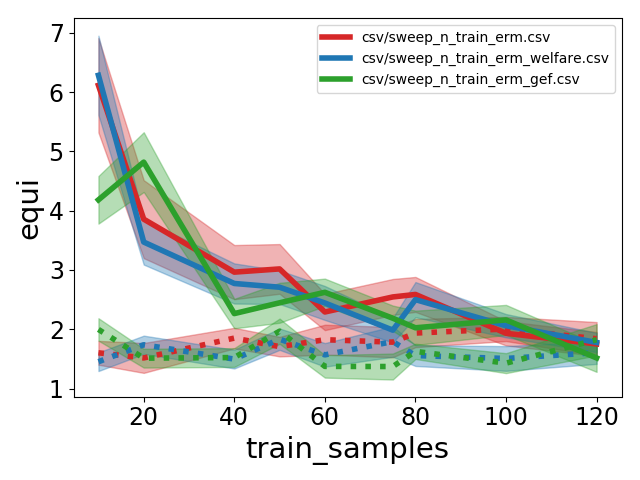 7
6
5
4
3
2
1
equi
20 40 60 80 100 120
train_samples
csv/sweep_n_train_erm.csv
csv/sweep_n_train_erm_welfare.csv
csv/sweep_n_train_erm_gef.csv